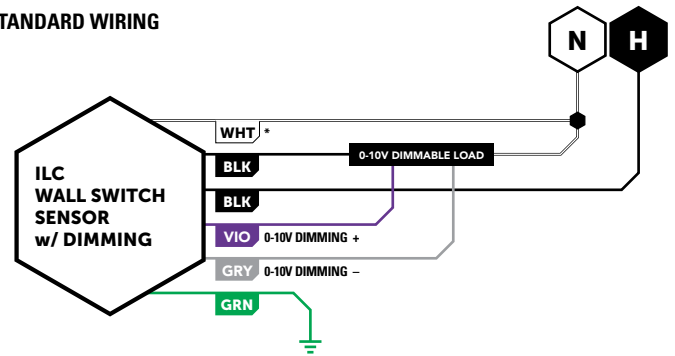 TANDARD WIRING
N
H
WHT *
0-10V DIMMABLE LOAD
BLK
ILC
WALL SWITCH
SENSOR
w/ DIMMING
BLK
VIO 0-10V DIMMING +
GRY 0-10V DIMMING –
GRN